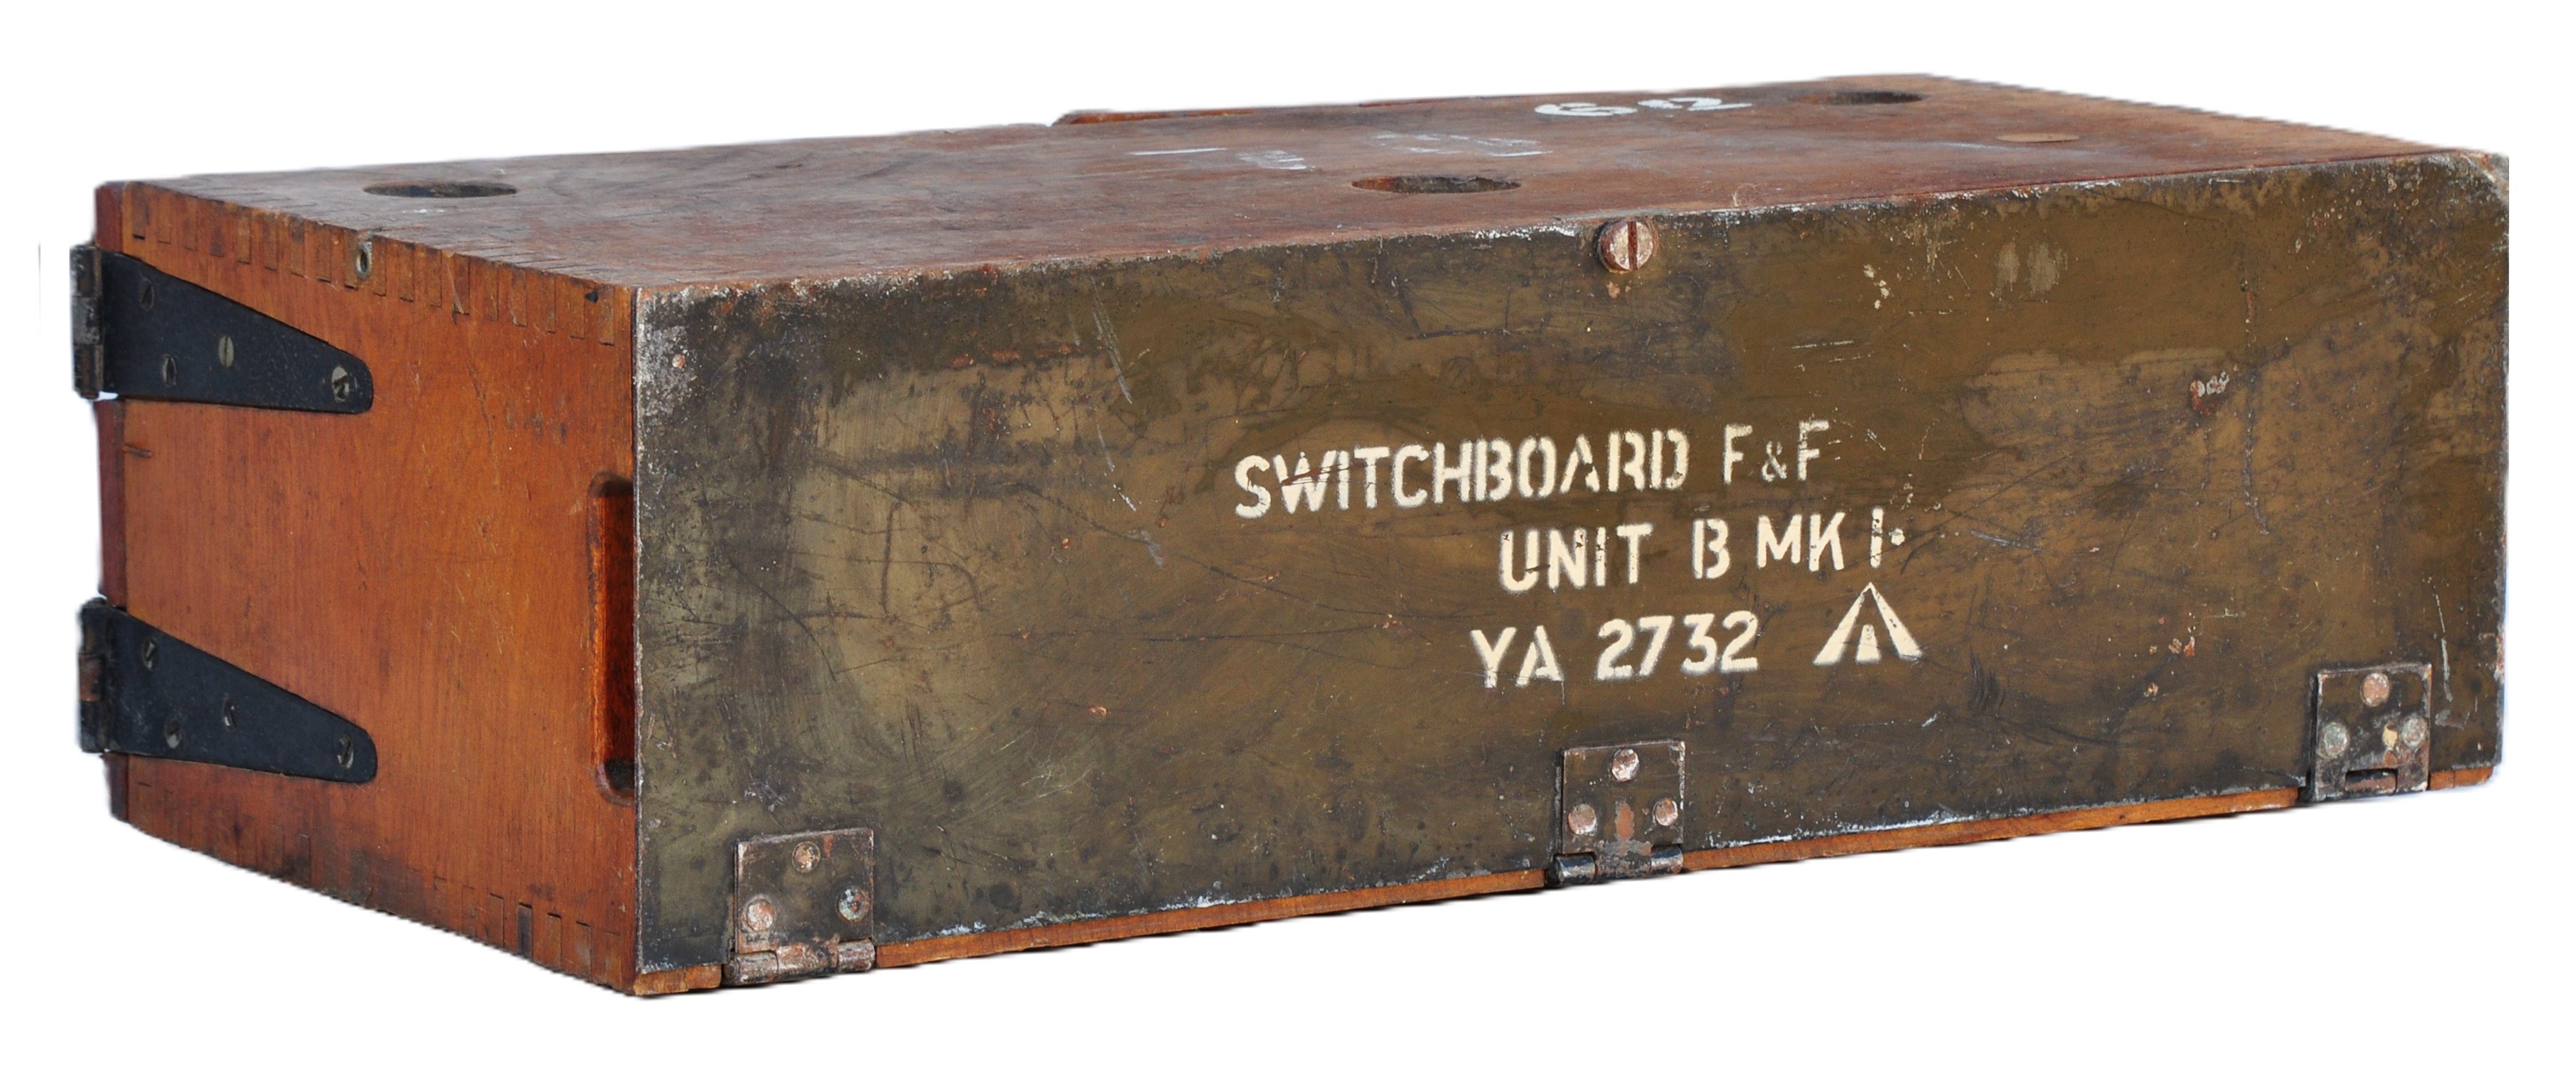 SWITCHBOARD F&F
UNIT B MK I.
YA 2732